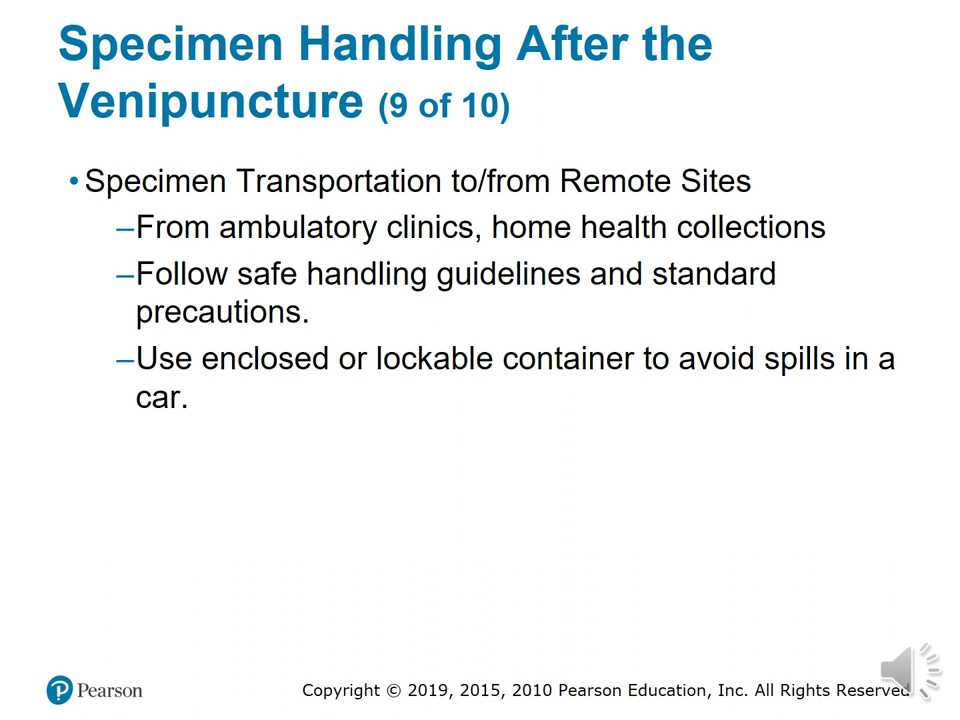 Specimen Handling After the
Venipuncture (9 of 10)
• Specimen Transportation to/from Remote Sites
–From ambulatory clinics, home health collections
–Follow safe handling guidelines and standard
precautions.
–Use enclosed or lockable container to avoid spills in a
car.
Pearson
Copyright © 2019, 2015, 2010 Pearson Education, Inc. All Rights Reserved